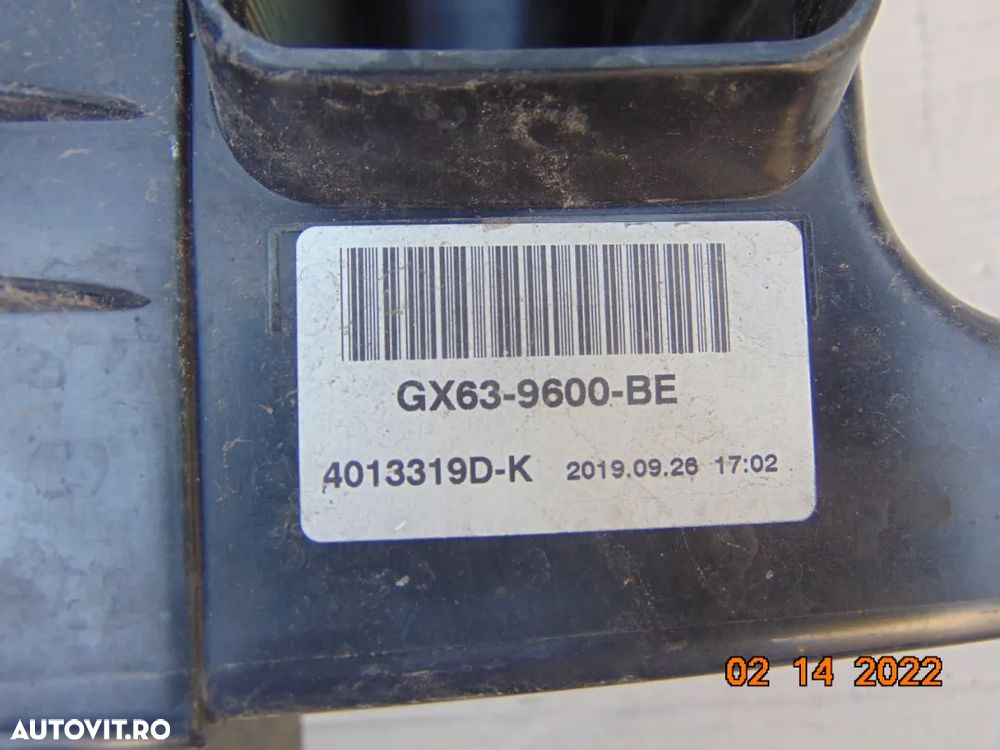 GX63-9600-BE
4013319D-K 2019.09.26 17:02
02 14 2022
AUTOVIT.RO